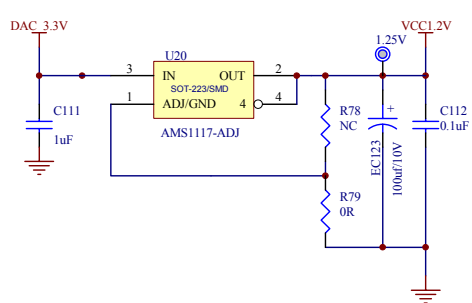 DAC_3.3V
VCC1.2V
1.25V
U20
3
IN
OUT
2
SOT-223/SMD
1
ADJ/GND
4
4
AMS1117-ADJ
C111
1uF
R78
NC
R79
0R
+
EC123
100uf/10V
C112
0.1uF